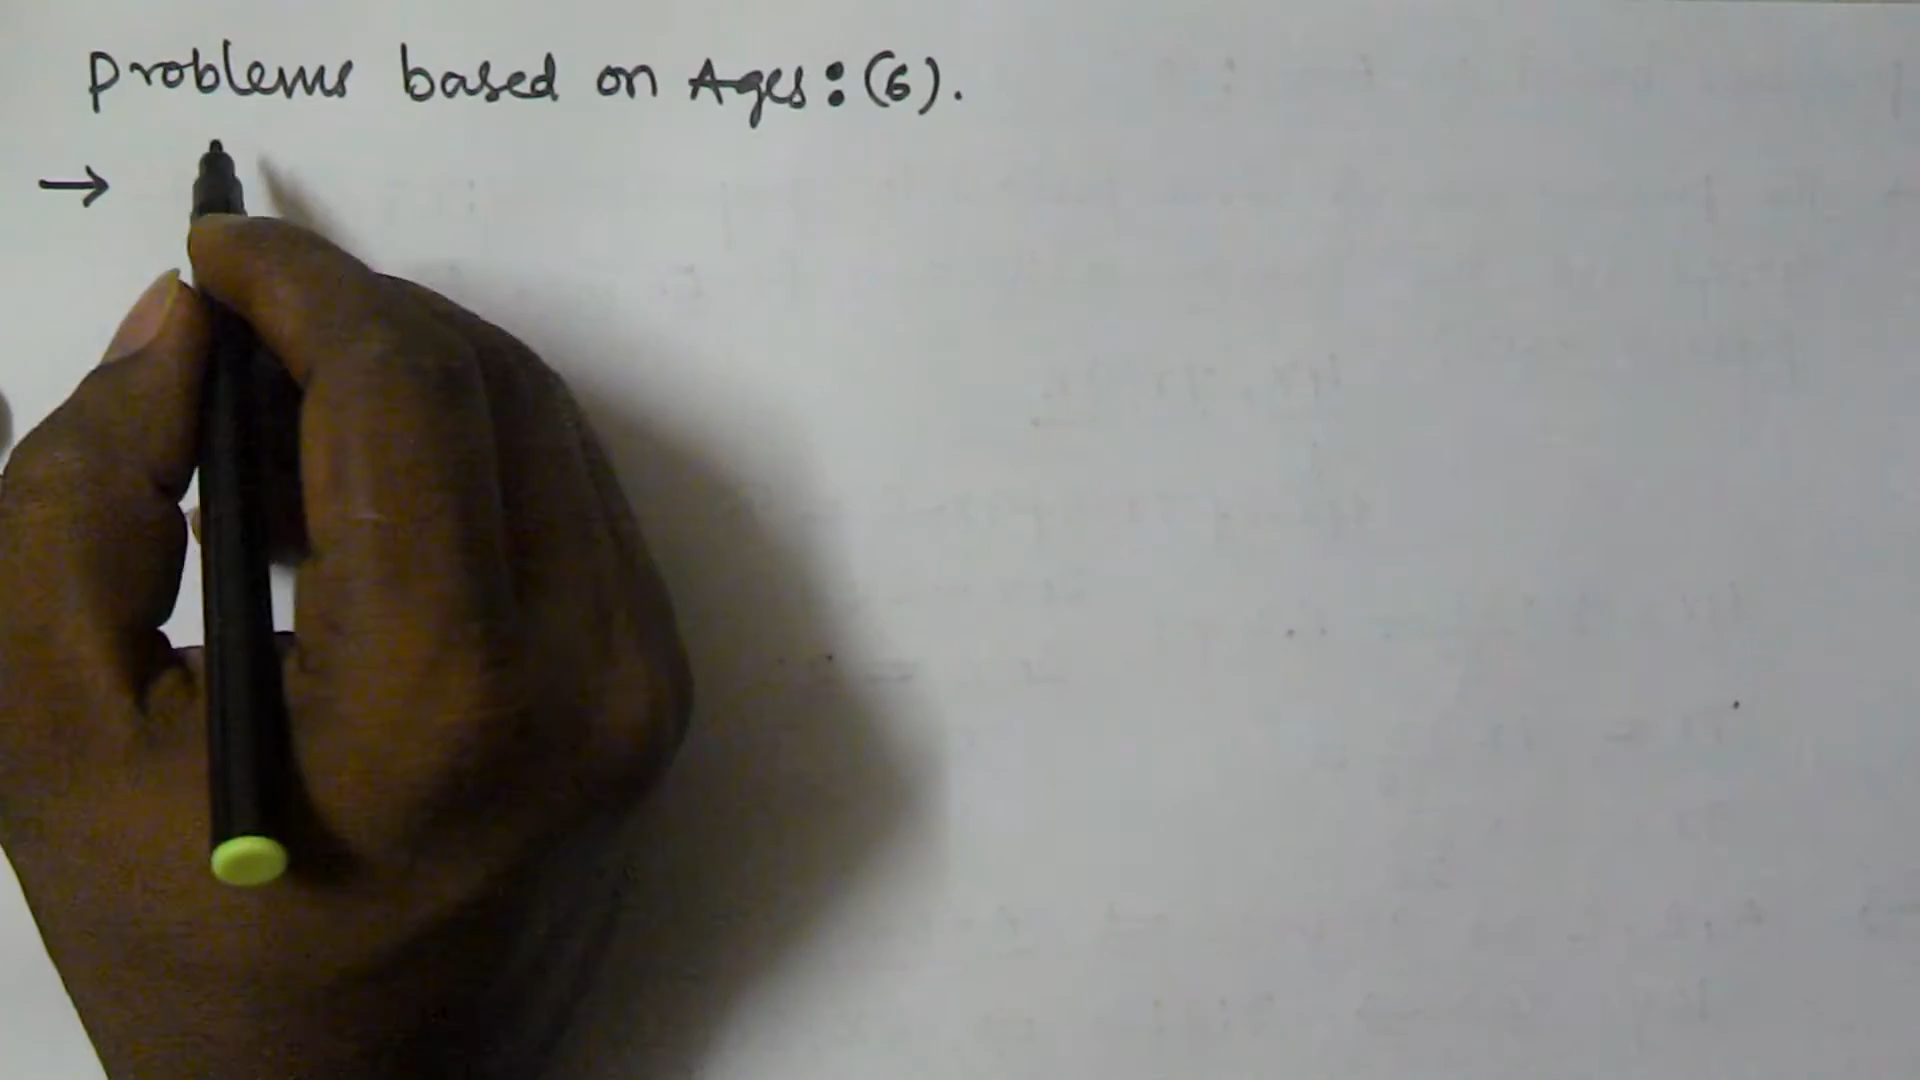 Problems based on Ages:(6).
→